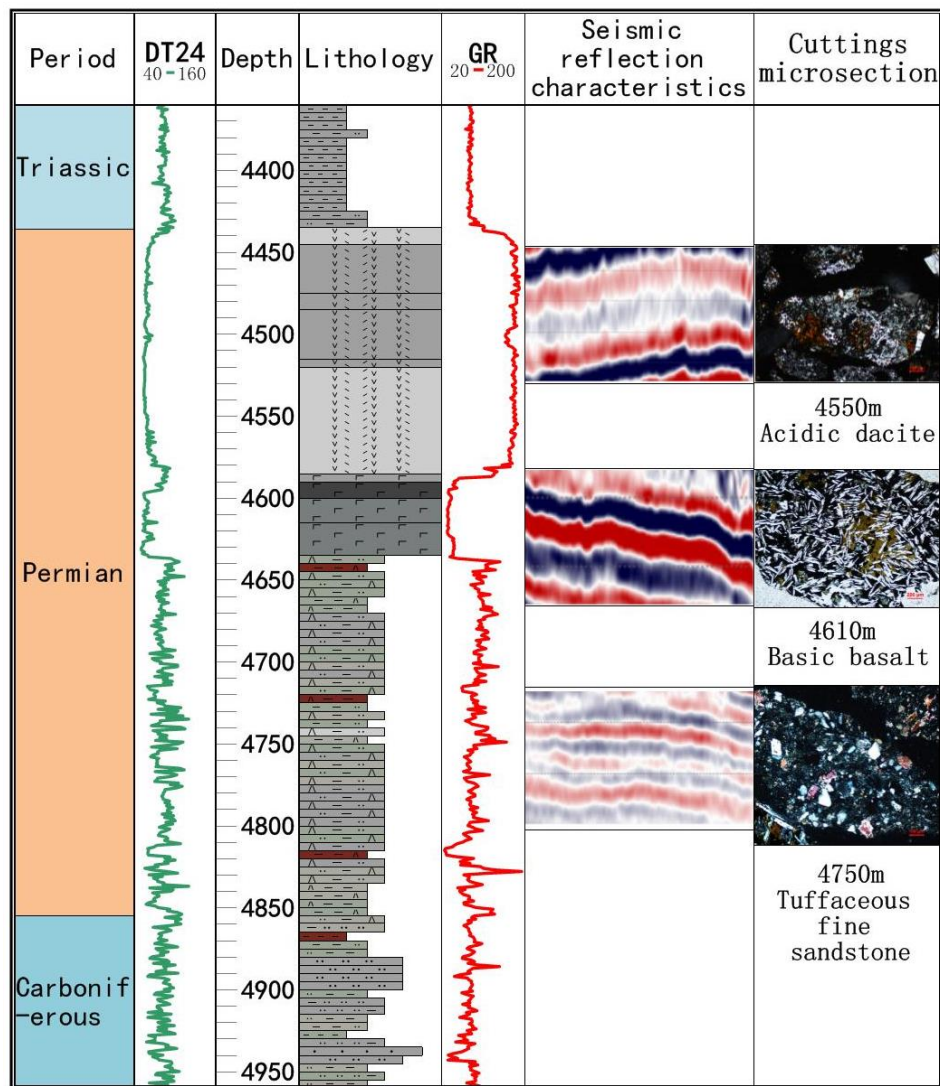 Period
DT24
40-160
Depth
Lithology
GR
20-200
Seismic
reflection
characteristics
Cuttings
microsection
Triassic
Permian
Carbonif
-erous
4400
4450
4500
4550
4600
4650
4700
4750
4800
4850
4900
4950
4550m
Acidic dacite
4610m
Basic basalt
4750m
Tuffaceous
fine
sandstone